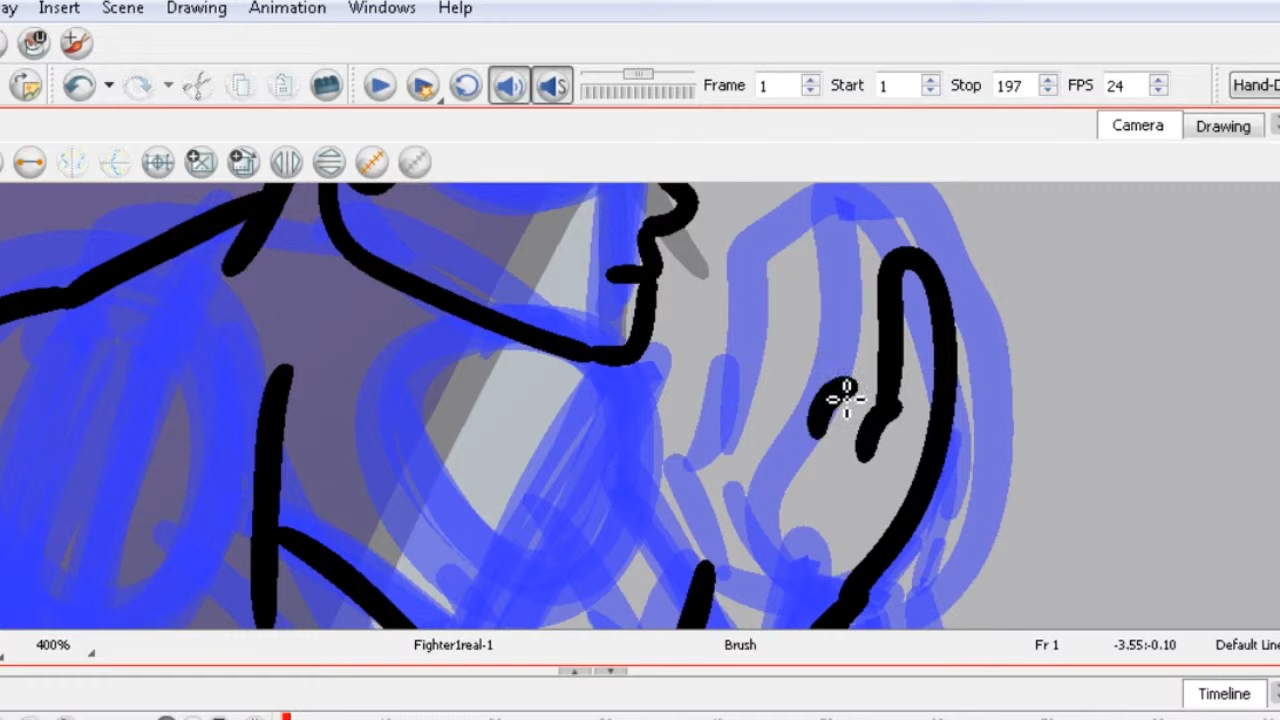 ay Insert Scene Drawing Animation Windows Help
Frame 1 Start 1 Stop 197 FPS 24 Hand-D
Camera Drawing
400% Fighter1real-1 Brush Fr 1 -3.55:-0.10 Default Line
Timeline